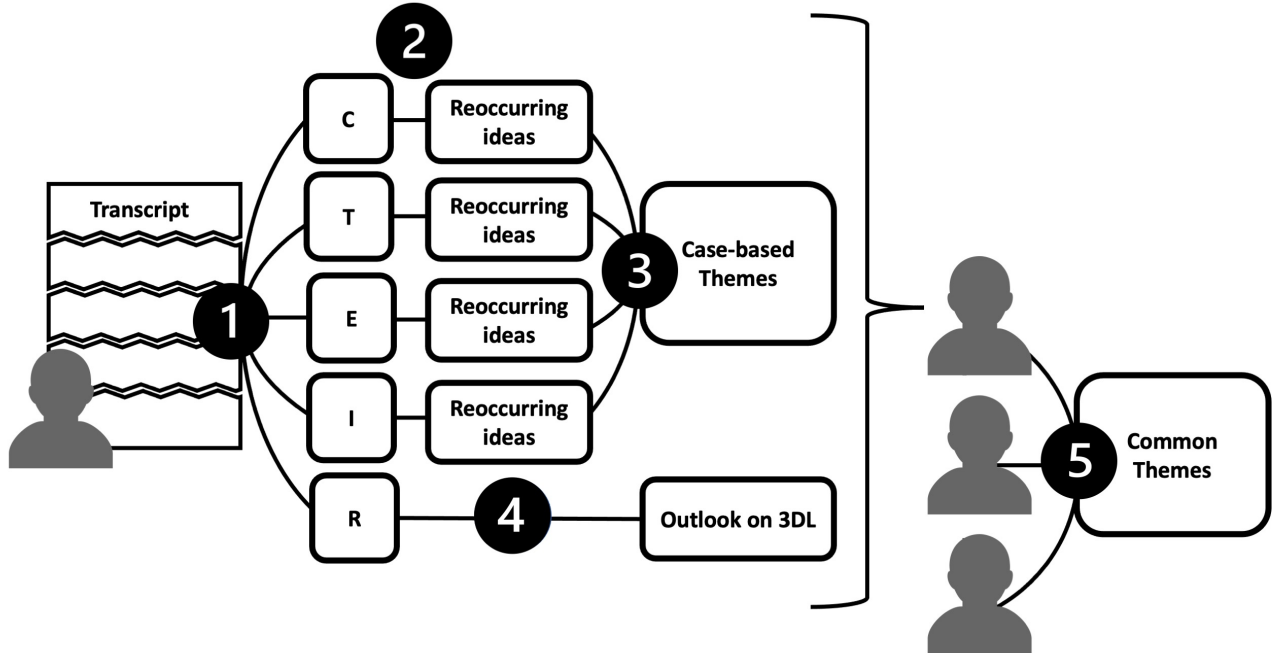 2
C
Reoccurring
ideas
Transcript
T
Reoccurring
ideas
1
E
Reoccurring
ideas
3
Case-based
Themes
I
Reoccurring
ideas
R
4
Outlook on 3DL
5
Common
Themes